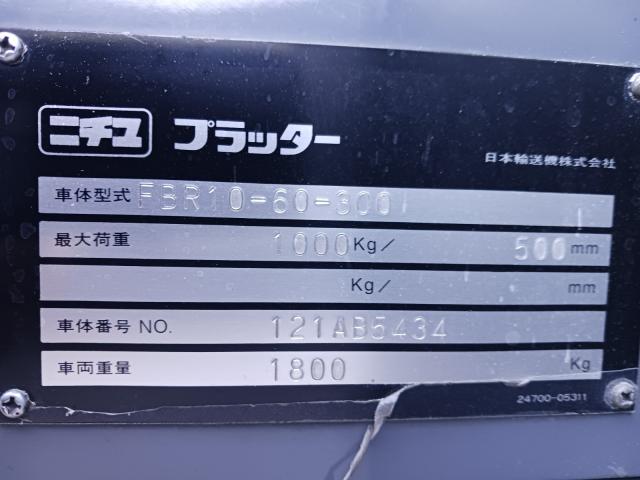 ニチユ プラッター
日本輸送機株式会社
車体型式 FBR10-60-300
最大荷重 1000Kg/ 500mm
Kg/ mm
車体番号 NO. 121AB5434
車両重量 1800 Kg
24700-05311